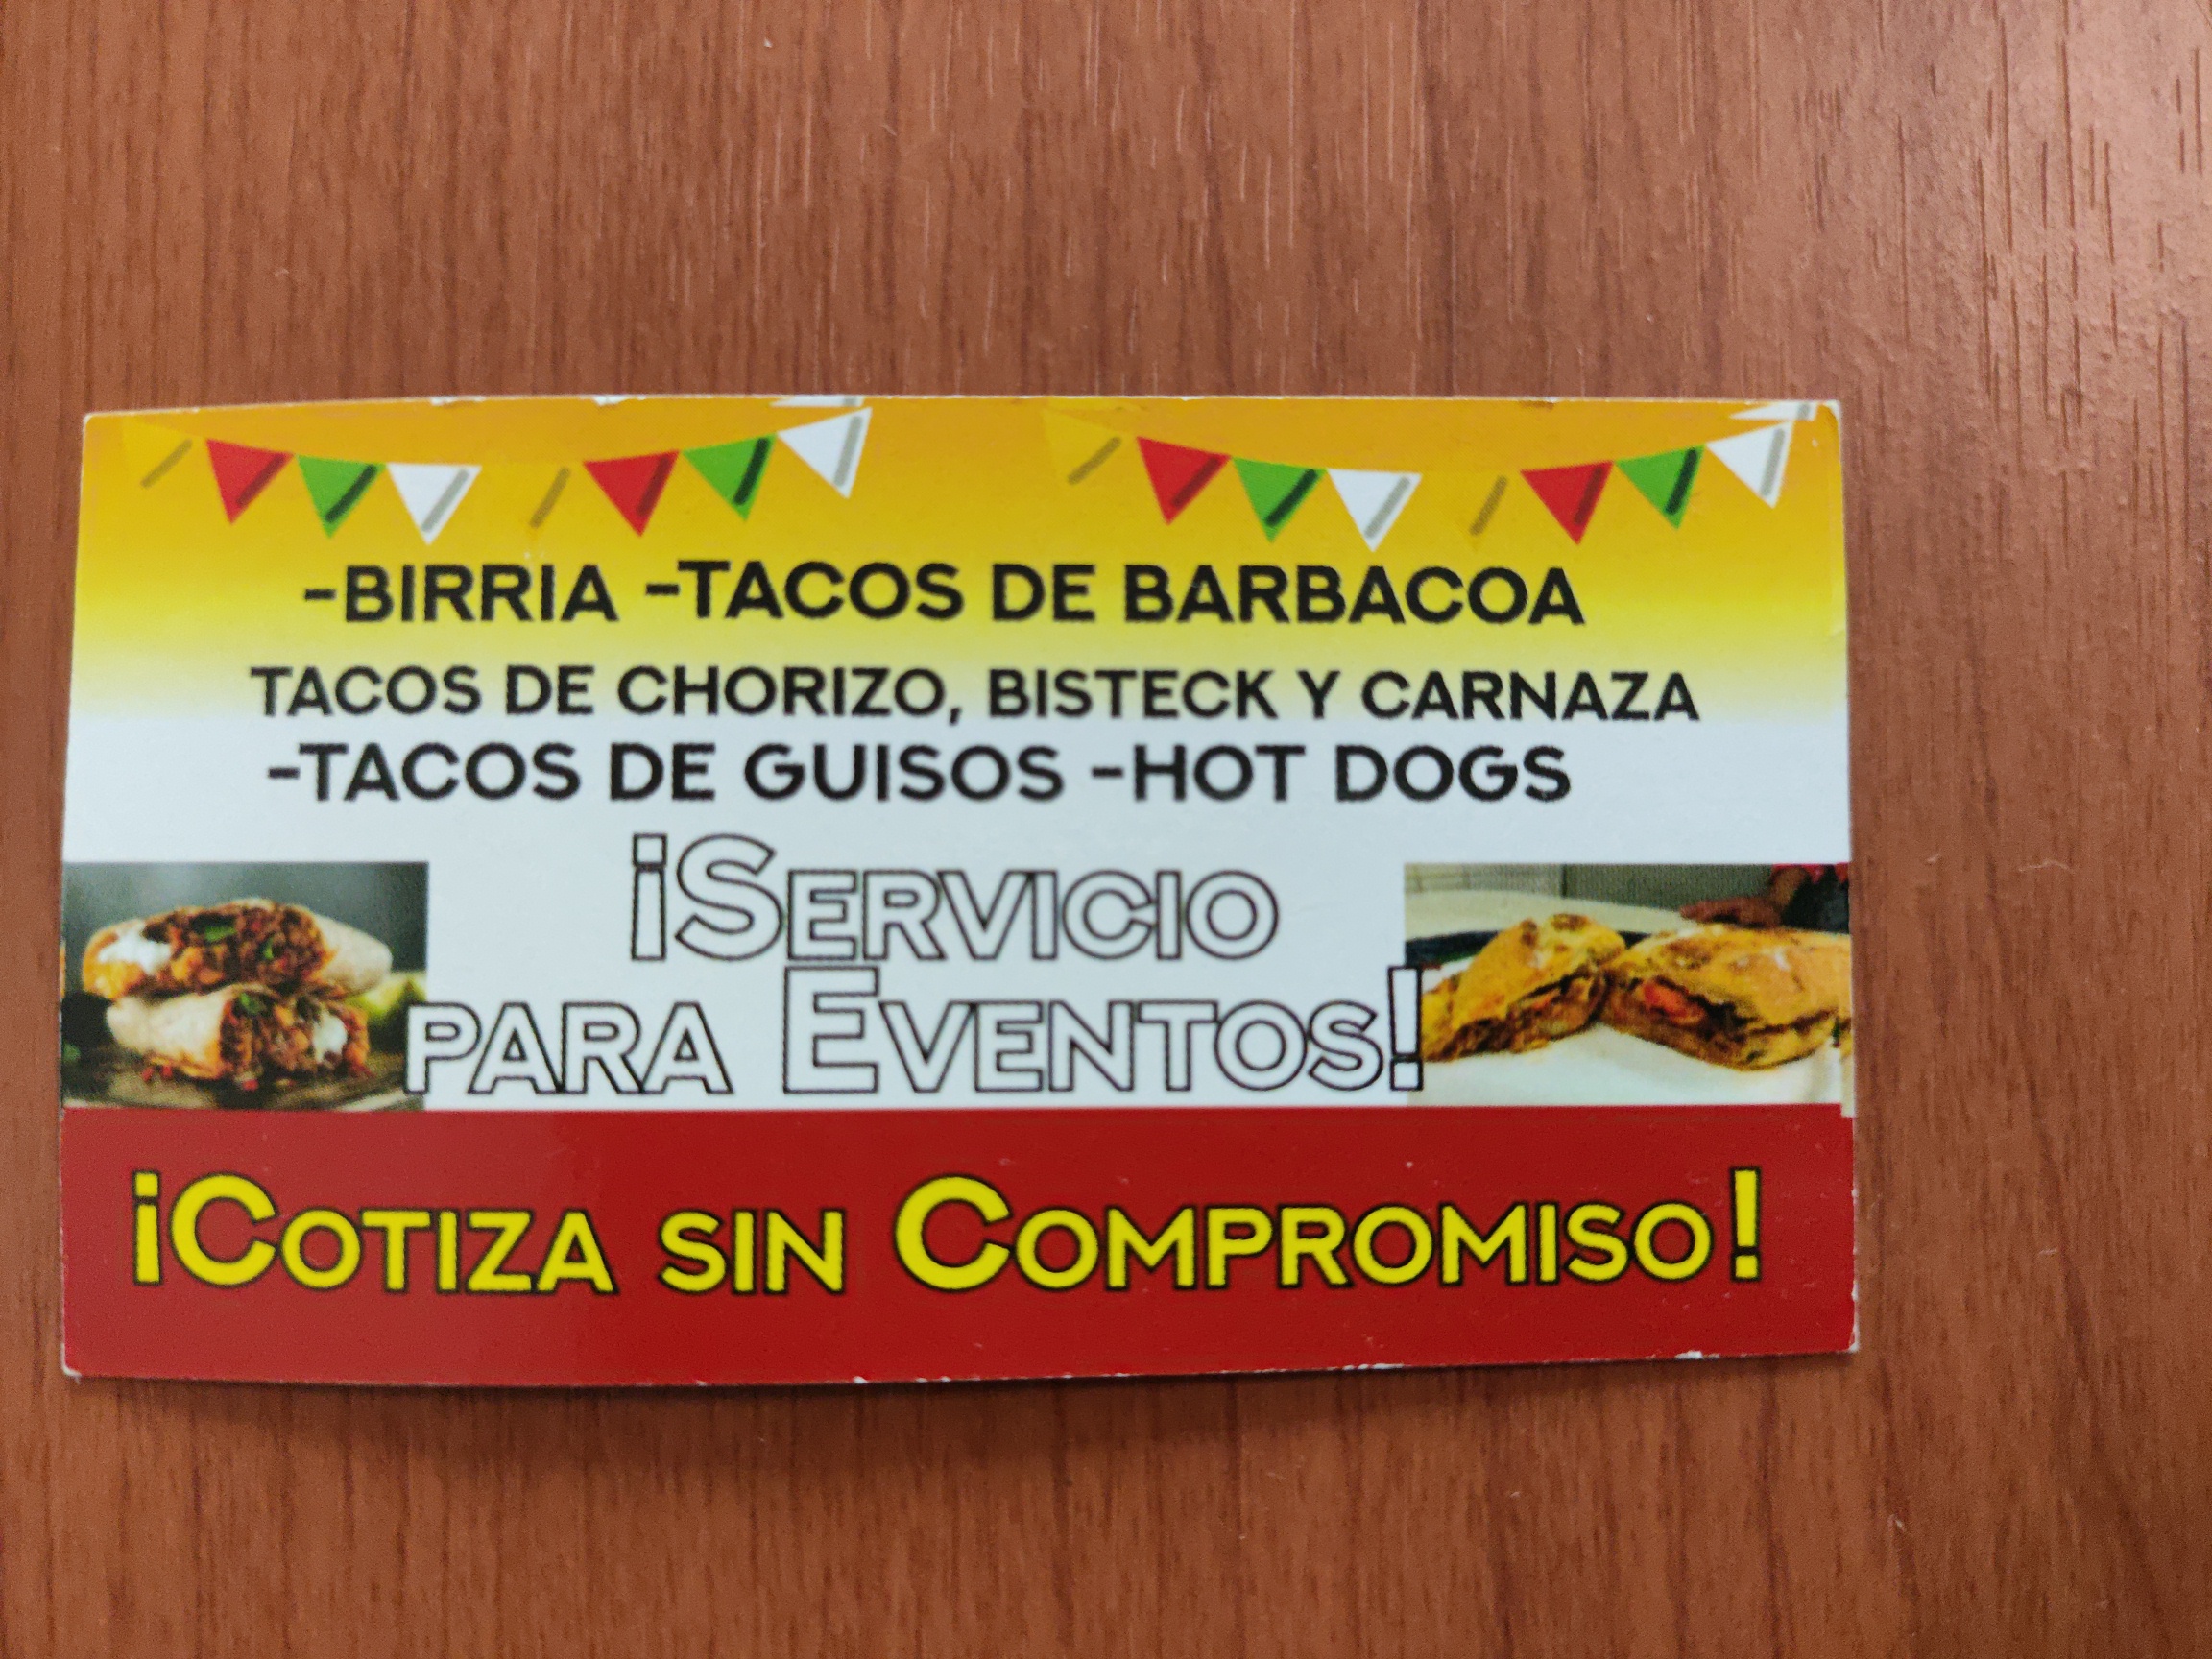 -BIRRIA -TACOS DE BARBACOA
TACOS DE CHORIZO, BISTECK Y CARNAZA
-TACOS DE GUISOS -HOT DOGS
¡SERVICIO
PARA EVENTOS!
¡COTIZA SIN COMPROMISO!